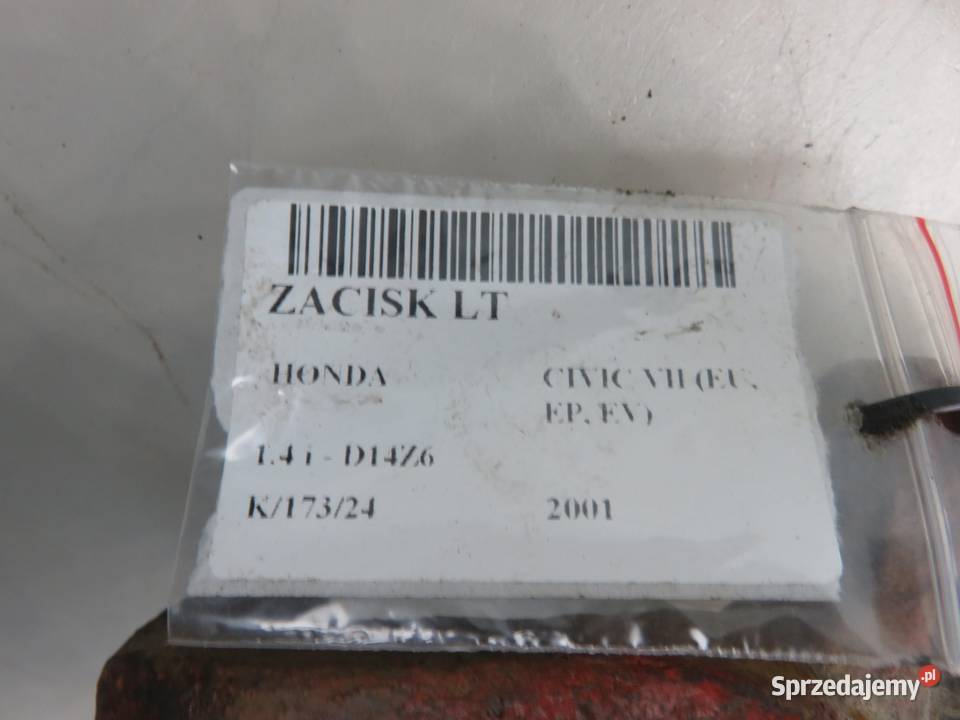 ZACISK LT
HONDA CIVIC VII (EU, EP, EV)
1.4 i - D14Z6
K/173/24 2001
Sprzedajemy.pl